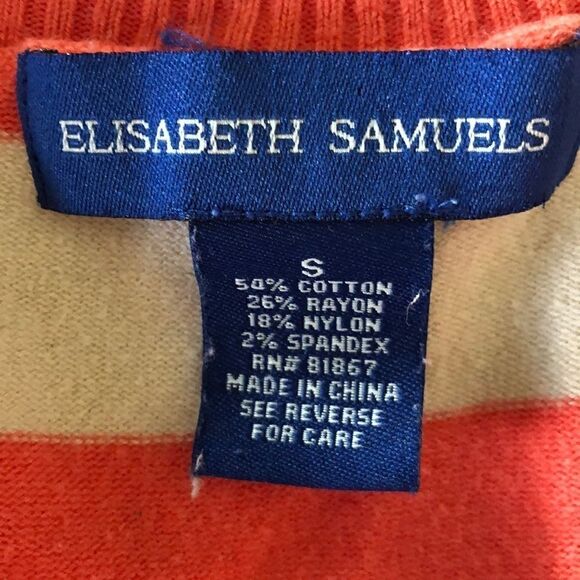 ELISABETH SAMUELS
S
54% COTTON
26% RAYON
18% NYLON
2% SPANDEX
RN# 81867
MADE IN CHINA
SEE REVERSE
FOR CARE